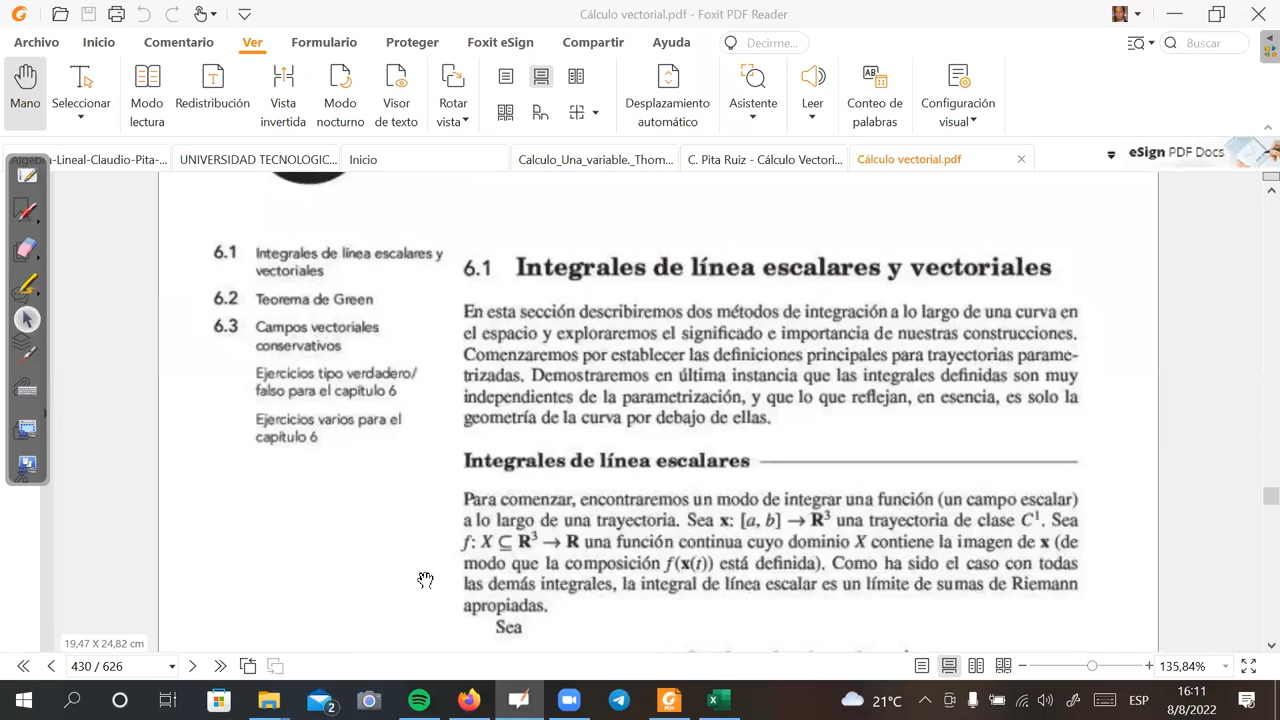 Cálculo vectorial.pdf - Foxit PDF Reader
Archivo Inicio Comentario Ver Formulario Proteger Foxit eSign Compartir Ayuda Decirme... Buscar
Mano Seleccionar Modo lectura Redistribución Vista invertida Modo nocturno Visor de texto Rotar vista Desplazamiento automático Asistente Leer Conteo de palabras Configuración visual
Algebra-Lineal-Claudio-Pita-... UNIVERSIDAD TECNOLOGIC... Inicio Calculo_Una_variable._Thom... C. Pita Ruiz - Cálculo Vectori... Cálculo vectorial.pdf eSign PDF Docs
6.1 Integrales de línea escalares y
vectoriales
6.2 Teorema de Green
6.3 Campos vectoriales
conservativos
Ejercicios tipo verdadero/
falso para el capítulo 6
Ejercicios varios para el
capítulo 6
6.1 Integrales de línea escalares y vectoriales
En esta sección describiremos dos métodos de integración a lo largo de una curva en
el espacio y exploraremos el significado e importancia de nuestras construcciones.
Comenzaremos por establecer las definiciones principales para trayectorias parame-
trizadas. Demostraremos en última instancia que las integrales definidas son muy
independientes de la parametrización, y que lo que reflejan, en esencia, es solo la
geometría de la curva por debajo de ellas.
Integrales de línea escalares
Para comenzar, encontraremos un modo de integrar una función (un campo escalar)
a lo largo de una trayectoria. Sea x: [a, b] → R³ una trayectoria de clase C¹. Sea
f: X ⊆ R³ → R una función continua cuyo dominio X contiene la imagen de x (de
modo que la composición f(x(t)) está definida). Como ha sido el caso con todas
las demás integrales, la integral de línea escalar es un límite de sumas de Riemann
apropiadas.
Sea
19,47 X 24,82 cm
430 / 626 135,84%
2 21°C ESP 16:11
8/8/2022